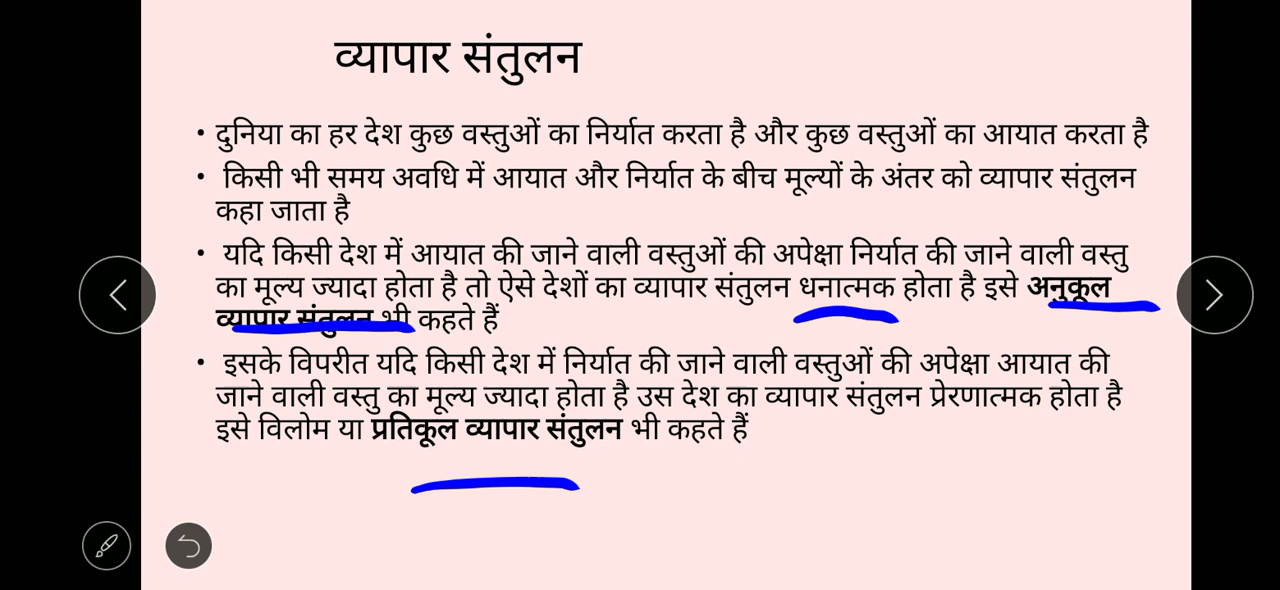 व्यापार संतुलन
• दुनिया का हर देश कुछ वस्तुओं का निर्यात करता है और कुछ वस्तुओं का आयात करता है
• किसी भी समय अवधि में आयात और निर्यात के बीच मूल्यों के अंतर को व्यापार संतुलन
कहा जाता है
• यदि किसी देश में आयात की जाने वाली वस्तुओं की अपेक्षा निर्यात की जाने वाली वस्तु
का मूल्य ज्यादा होता है तो ऐसे देशों का व्यापार संतुलन धनात्मक होता है इसे अनुकूल
व्यापार संतुलन भी कहते हैं
• इसके विपरीत यदि किसी देश में निर्यात की जाने वाली वस्तुओं की अपेक्षा आयात की
जाने वाली वस्तु का मूल्य ज्यादा होता है उस देश का व्यापार संतुलन प्रेरणात्मक होता है
इसे विलोम या प्रतिकूल व्यापार संतुलन भी कहते हैं